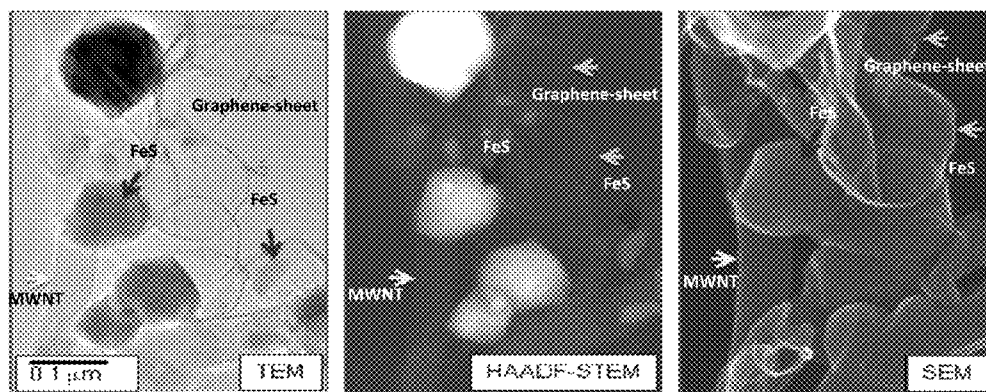 Graphene-sheet
FeS
FeS
MWNT
0.1 μm
TEM
Graphene-sheet
FeS
FeS
MWNT
HAADF-STEM
Graphene-sheet
FeS
FeS
MWNT
SEM